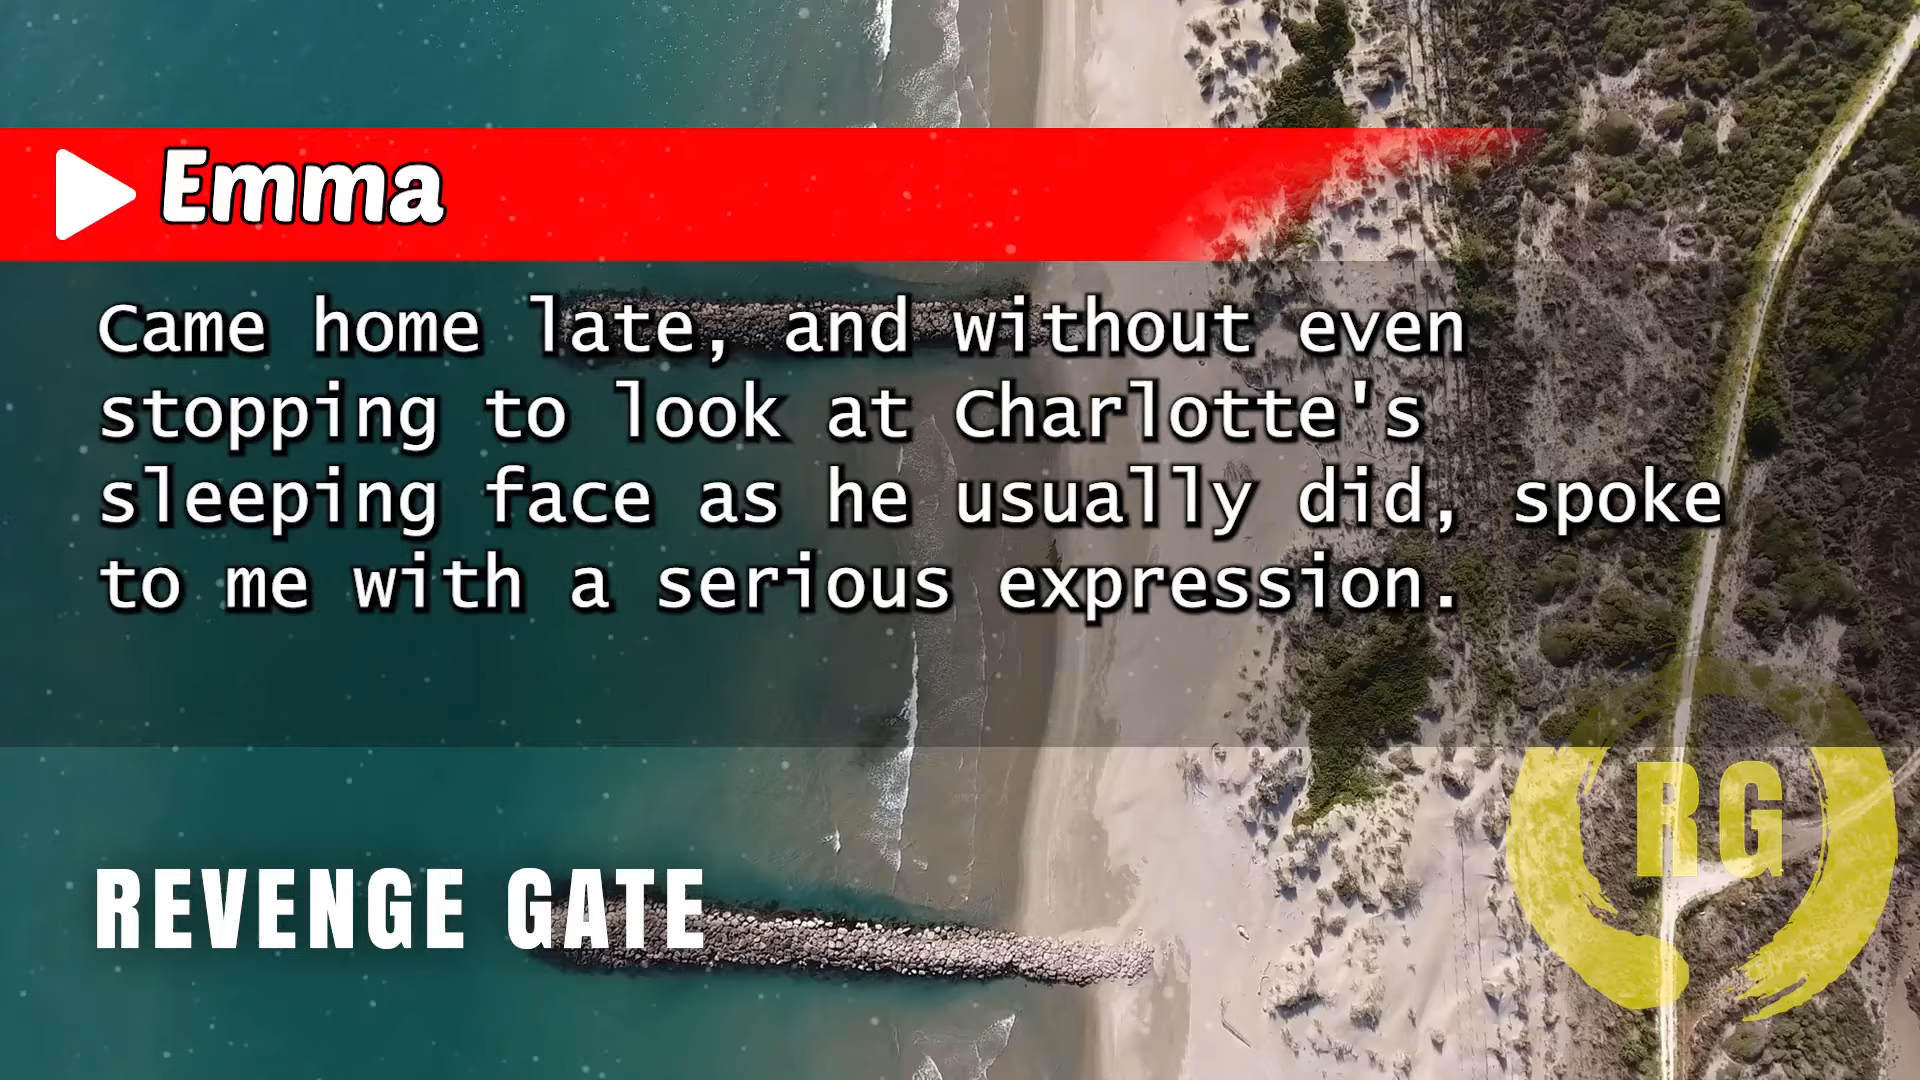 Emma
Came home late, and without even
stopping to look at Charlotte's
sleeping face as he usually did, spoke
to me with a serious expression.
RG
REVENGE GATE